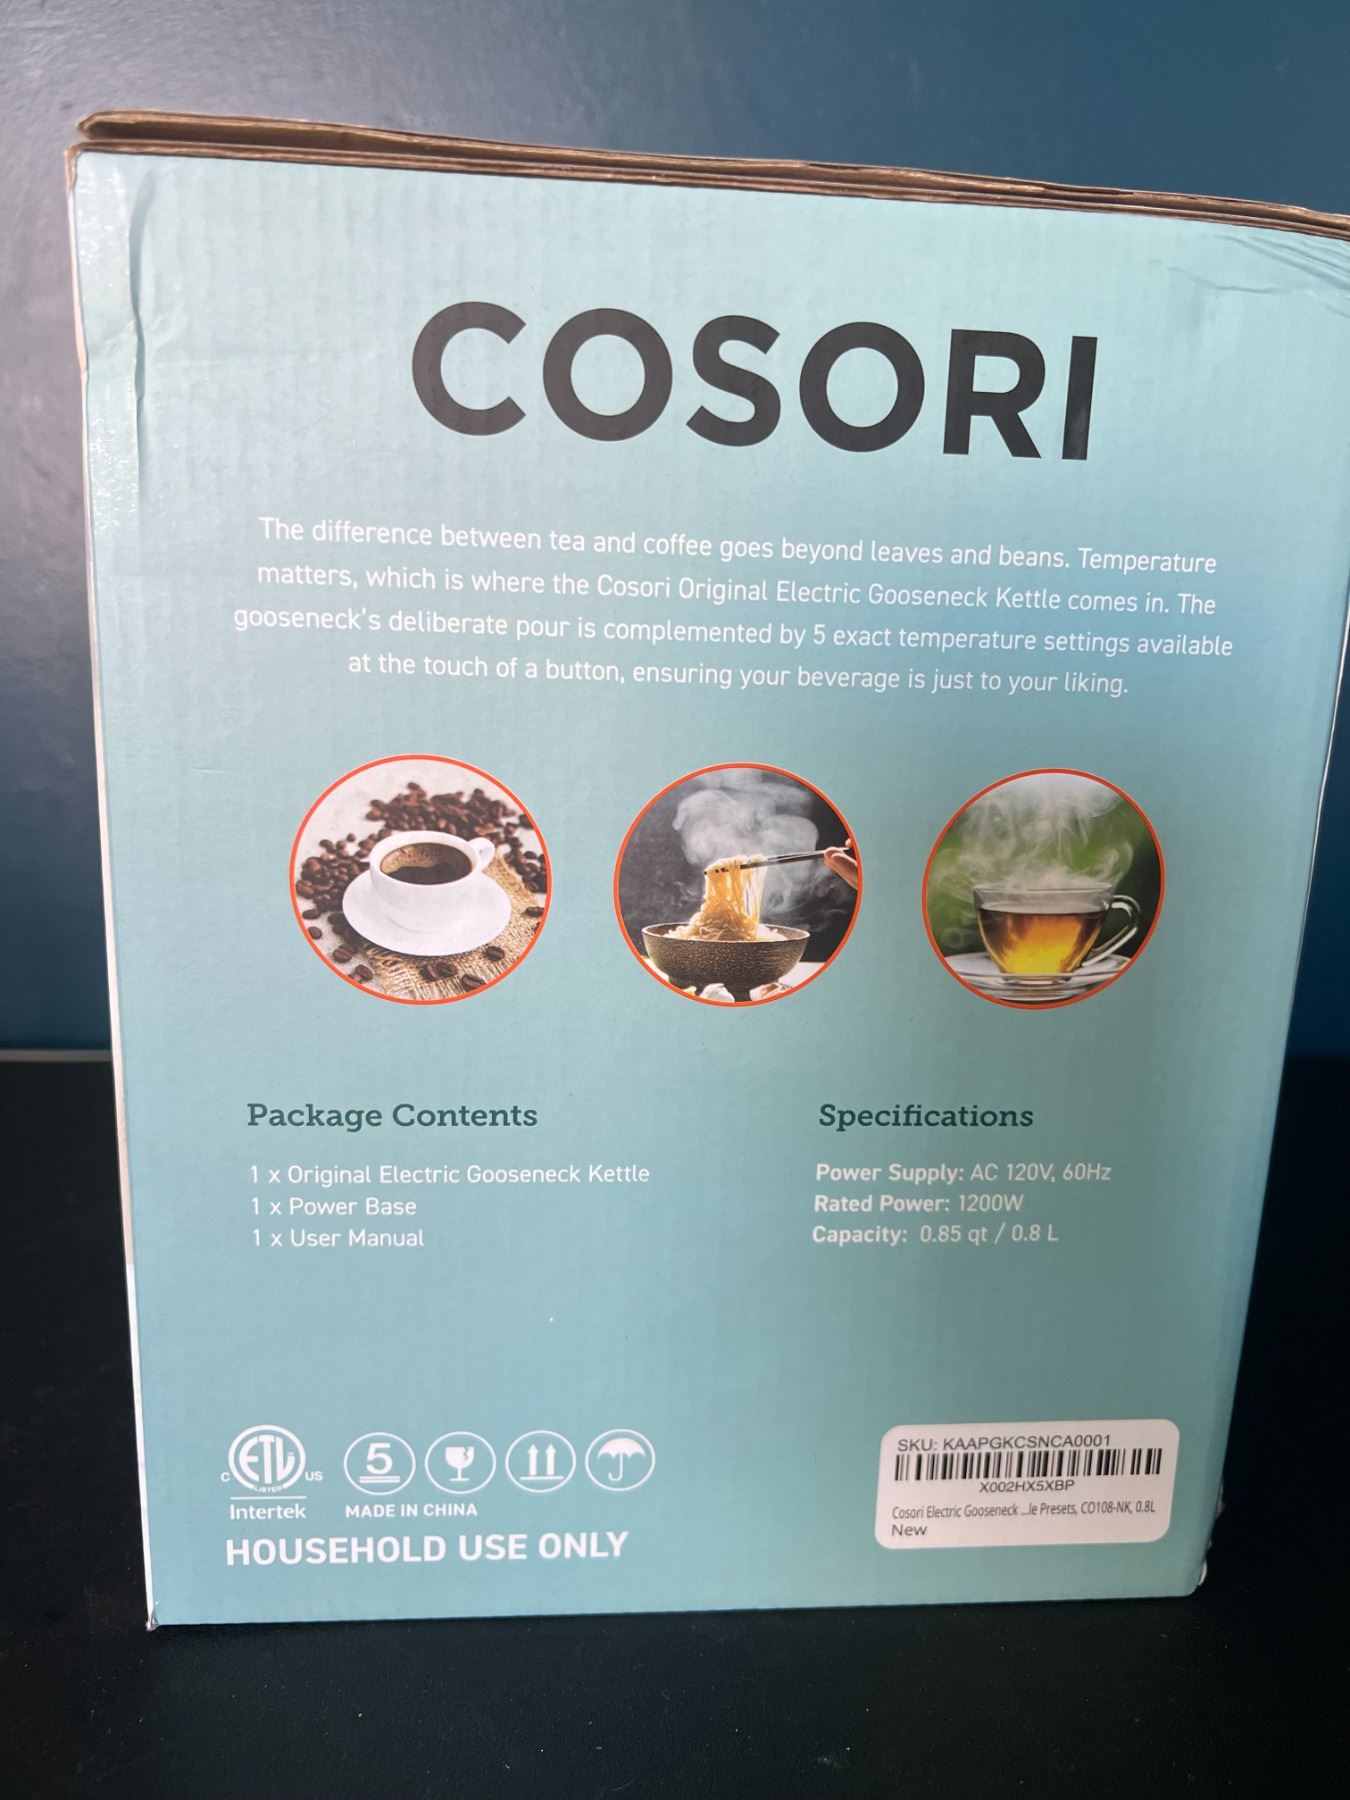 COSORI
The difference between tea and coffee goes beyond leaves and beans. Temperature
matters, which is where the Cosori Original Electric Gooseneck Kettle comes in. The
gooseneck's deliberate pour is complemented by 5 exact temperature settings available
at the touch of a button, ensuring your beverage is just to your liking.
Package Contents
1 x Original Electric Gooseneck Kettle
1 x Power Base
1 x User Manual
Specifications
Power Supply: AC 120V, 60Hz
Rated Power: 1200W
Capacity: 0.85 qt / 0.8 L
C ETL US
LISTED
Intertek
5
MADE IN CHINA
HOUSEHOLD USE ONLY
SKU: KAAPGKCSNCA0001
X002HX5XBP
Cosori Electric Gooseneck ...le Presets, CO108-NK, 0.8L
New